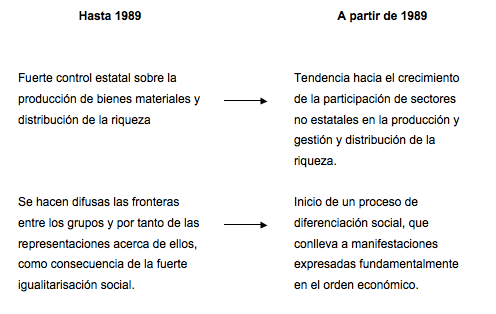 Hasta 1989
A partir de 1989
Fuerte control estatal sobre la
producción de bienes materiales y
distribución de la riqueza
Tendencia hacia el crecimiento
de la participación de sectores
no estatales en la producción y
gestión y distribución de la
riqueza.
Se hacen difusas las fronteras
entre los grupos y por tanto de las
representaciones acerca de ellos,
como consecuencia de la fuerte
igualitarisación social.
Inicio de un proceso de
diferenciación social, que
conlleva a manifestaciones
expresadas fundamentalmente
en el orden económico.